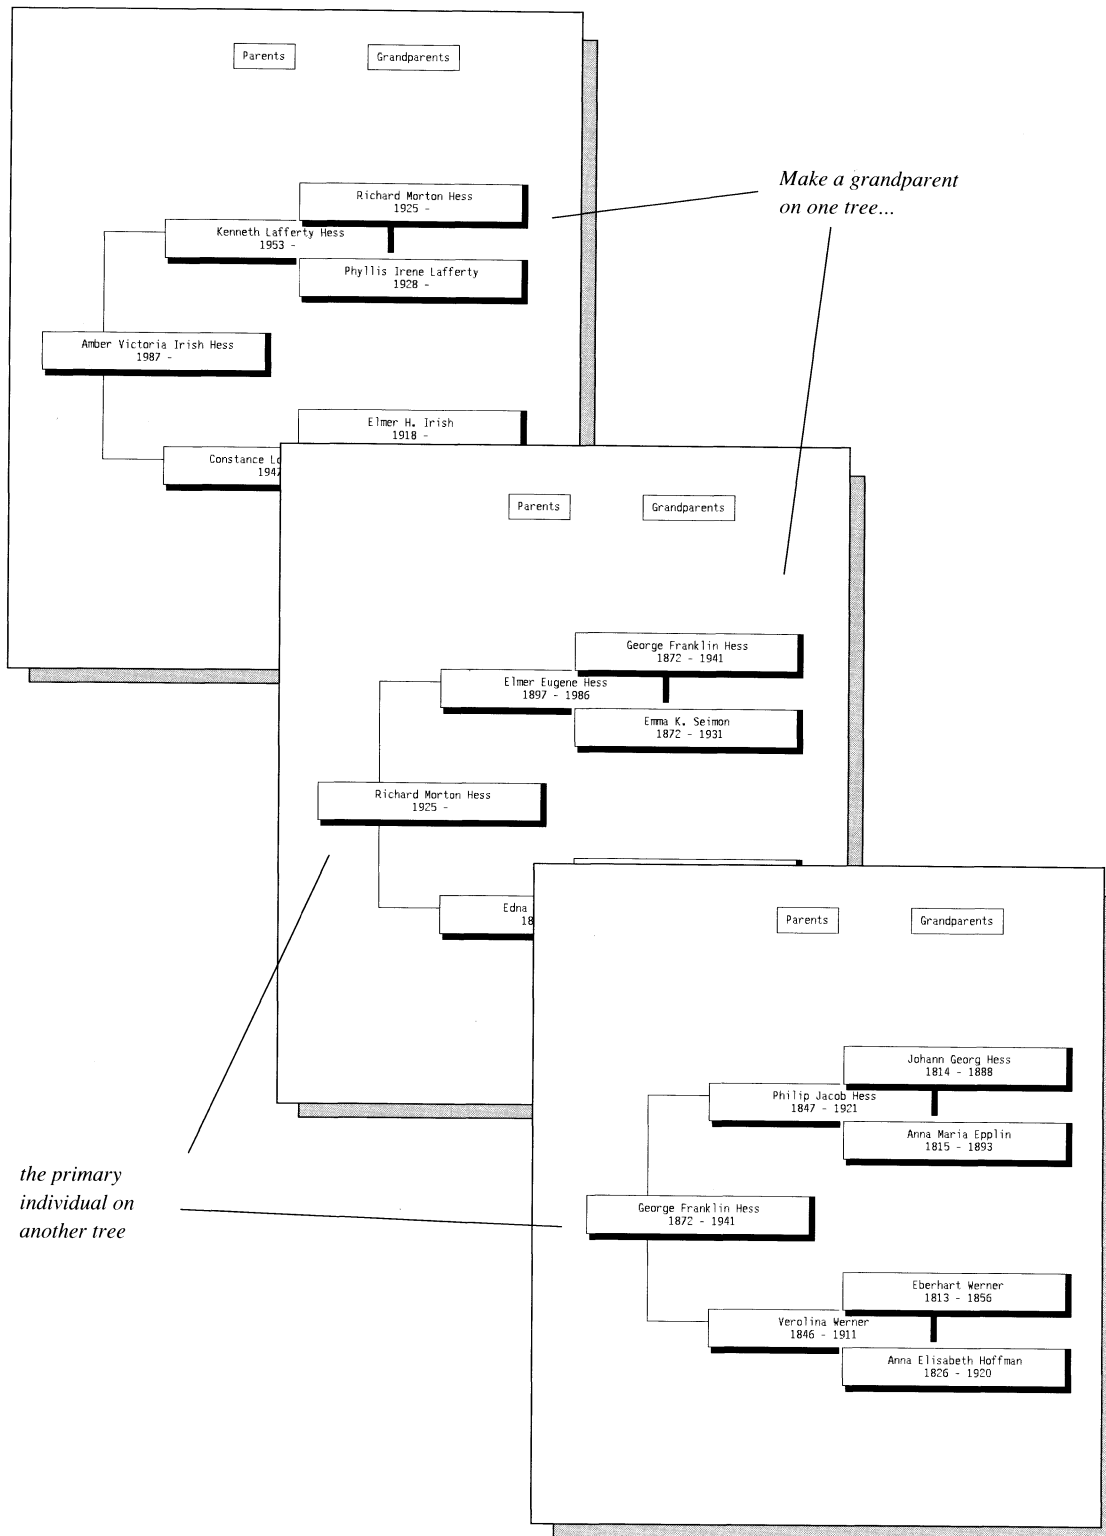 Parents
Grandparents
Richard Morton Hess
1925 -
Kenneth Lafferty Hess
1953 -
Phyllis Irene Lafferty
1928 -
Amber Victoria Irish Hess
1987 -
Elmer H. Irish
1918 -
Constance
Make a grandparent
on one tree...
Parents
Grandparents
George Franklin Hess
1872 - 1941
Elmer Eugene Hess
1897 - 1986
Emma K. Seimon
1872 - 1931
Richard Morton Hess
1925 -
Edna
18
Parents
Grandparents
Johann Georg Hess
1814 - 1888
Philip Jacob Hess
1847 - 1921
Anna Maria Epplin
1815 - 1893
George Franklin Hess
1872 - 1941
Eberhart Werner
1813 - 1856
Verolina Werner
1846 - 1911
Anna Elisabeth Hoffman
1826 - 1920
the primary
individual on
another tree